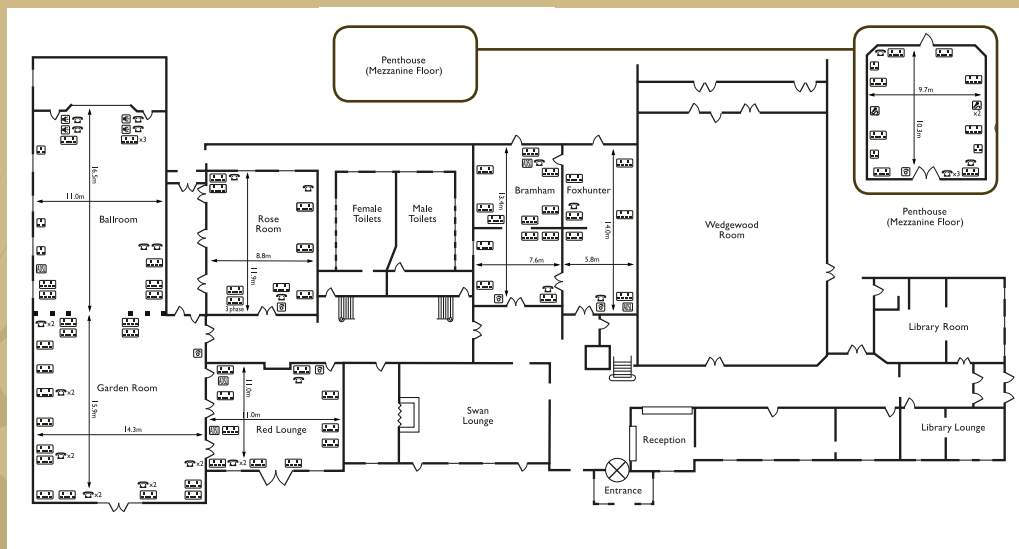 Penthouse
(Mezzanine Floor)
9.7m
10.3m
x2
x3
Penthouse
(Mezzanine Floor)
x3
16.5m
11.0m
Ballroom
Rose
Room
8.8m
11.9m
3 phase
Female
Toilets
Male
Toilets
Bramham
13.4m
7.6m
Foxhunter
14.0m
5.8m
Wedgewood
Room
Library Room
x2
Garden Room
x2
15.9m
14.3m
x2
x2
x2
11.0m
11.0m
Red Lounge
x2
x2
Swan
Lounge
Reception
Library Lounge
Entrance